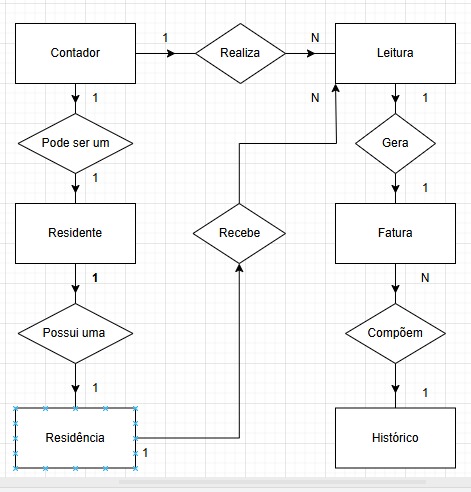 Contador
1
Realiza
N
Leitura
1
N
1
Pode ser um
Gera
1
1
Residente
Recebe
Fatura
1
N
Possui uma
Compõem
1
1
Residência
1
Histórico